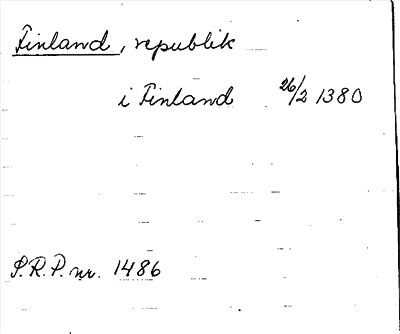 Finland, republik
i Finland 26/2 1380
S.R.P. nr. 1486